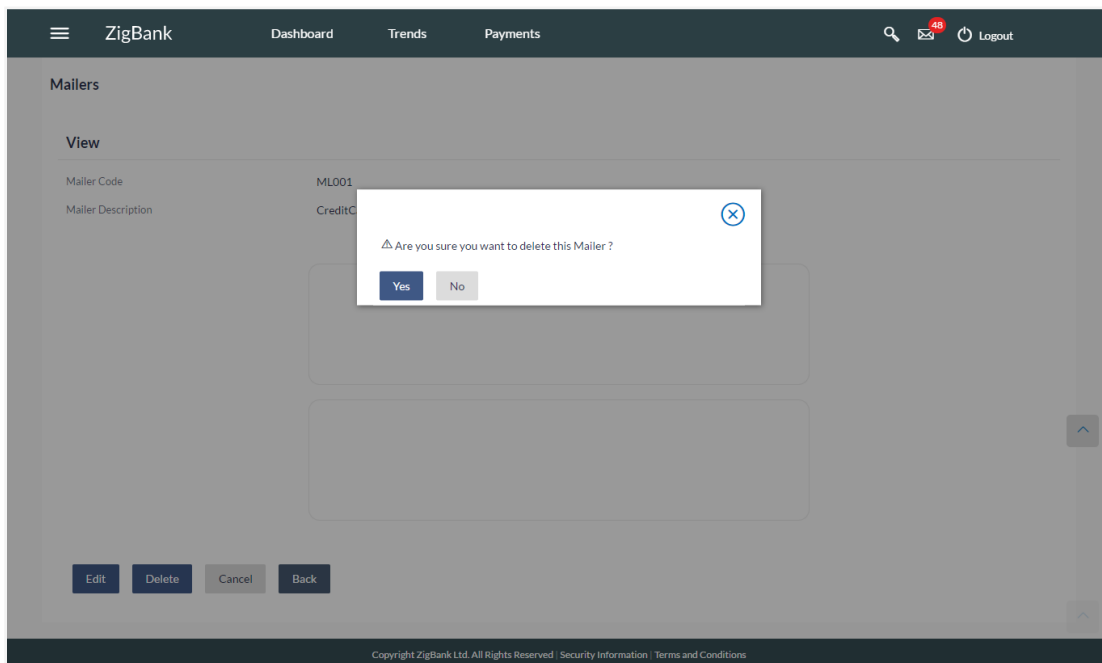 ZigBank Dashboard Trends Payments 48 Logout
Mailers
View
Mailer Code ML001
Mailer Description
Are you sure you want to delete this Mailer ?
Yes No
Edit Delete Cancel Back
Copyright ZigBank Ltd. All Rights Reserved | Security Information | Terms and Conditions